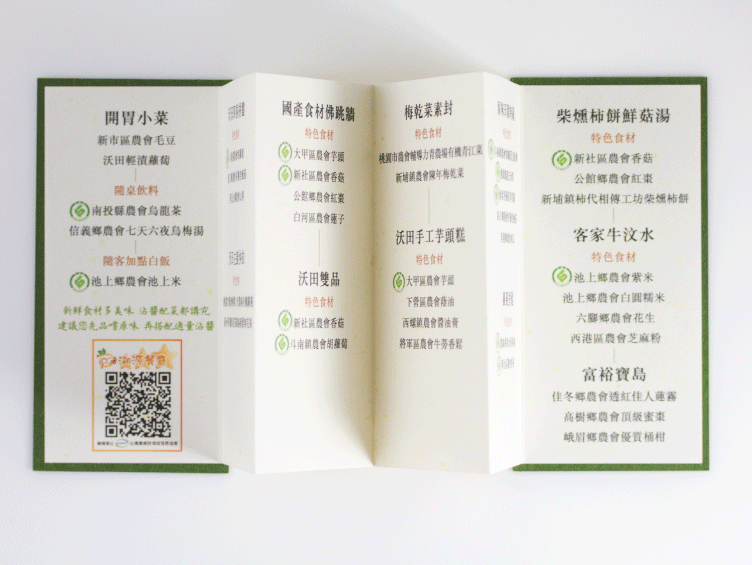 開胃小菜
新市區農會毛豆
沃田輕漬蘿蔔
隨桌飲料
南投縣農會烏龍茶
信義鄉農會七天六夜烏梅湯
隨客加點白飯
池上鄉農會池上米
新鮮食材多美味 沾醬配菜都講究
建議您先品嚐原味 再搭配適量沾醬
國產食材佛跳牆
特色食材
大甲區農會芋頭
新社區農會香菇
公館鄉農會紅棗
白河區農會蓮子
沃田雙品
特色食材
新社區農會香菇
斗南鎮農會胡蘿蔔
梅乾菜素封
特色食材
桃園市農會輔導力青農場有機青江菜
新埔鎮農會陳年梅乾菜
沃田手工芋頭糕
特色食材
大甲區農會芋頭
下營區農會蔭油
西螺鎮農會醬油膏
將軍區農會牛蒡香鬆
柴燻柿餅鮮菇湯
特色食材
新社區農會香菇
公館鄉農會紅棗
新埔鎮柿代相傳工坊柴燻柿餅
客家牛汶水
特色食材
池上鄉農會紫米
池上鄉農會白圓糯米
六腳鄉農會花生
西港區農會芝麻粉
富裕寶島
佳冬鄉農會透紅佳人蓮霧
高樹鄉農會頂級蜜棗
峨眉鄉農會優質桶柑